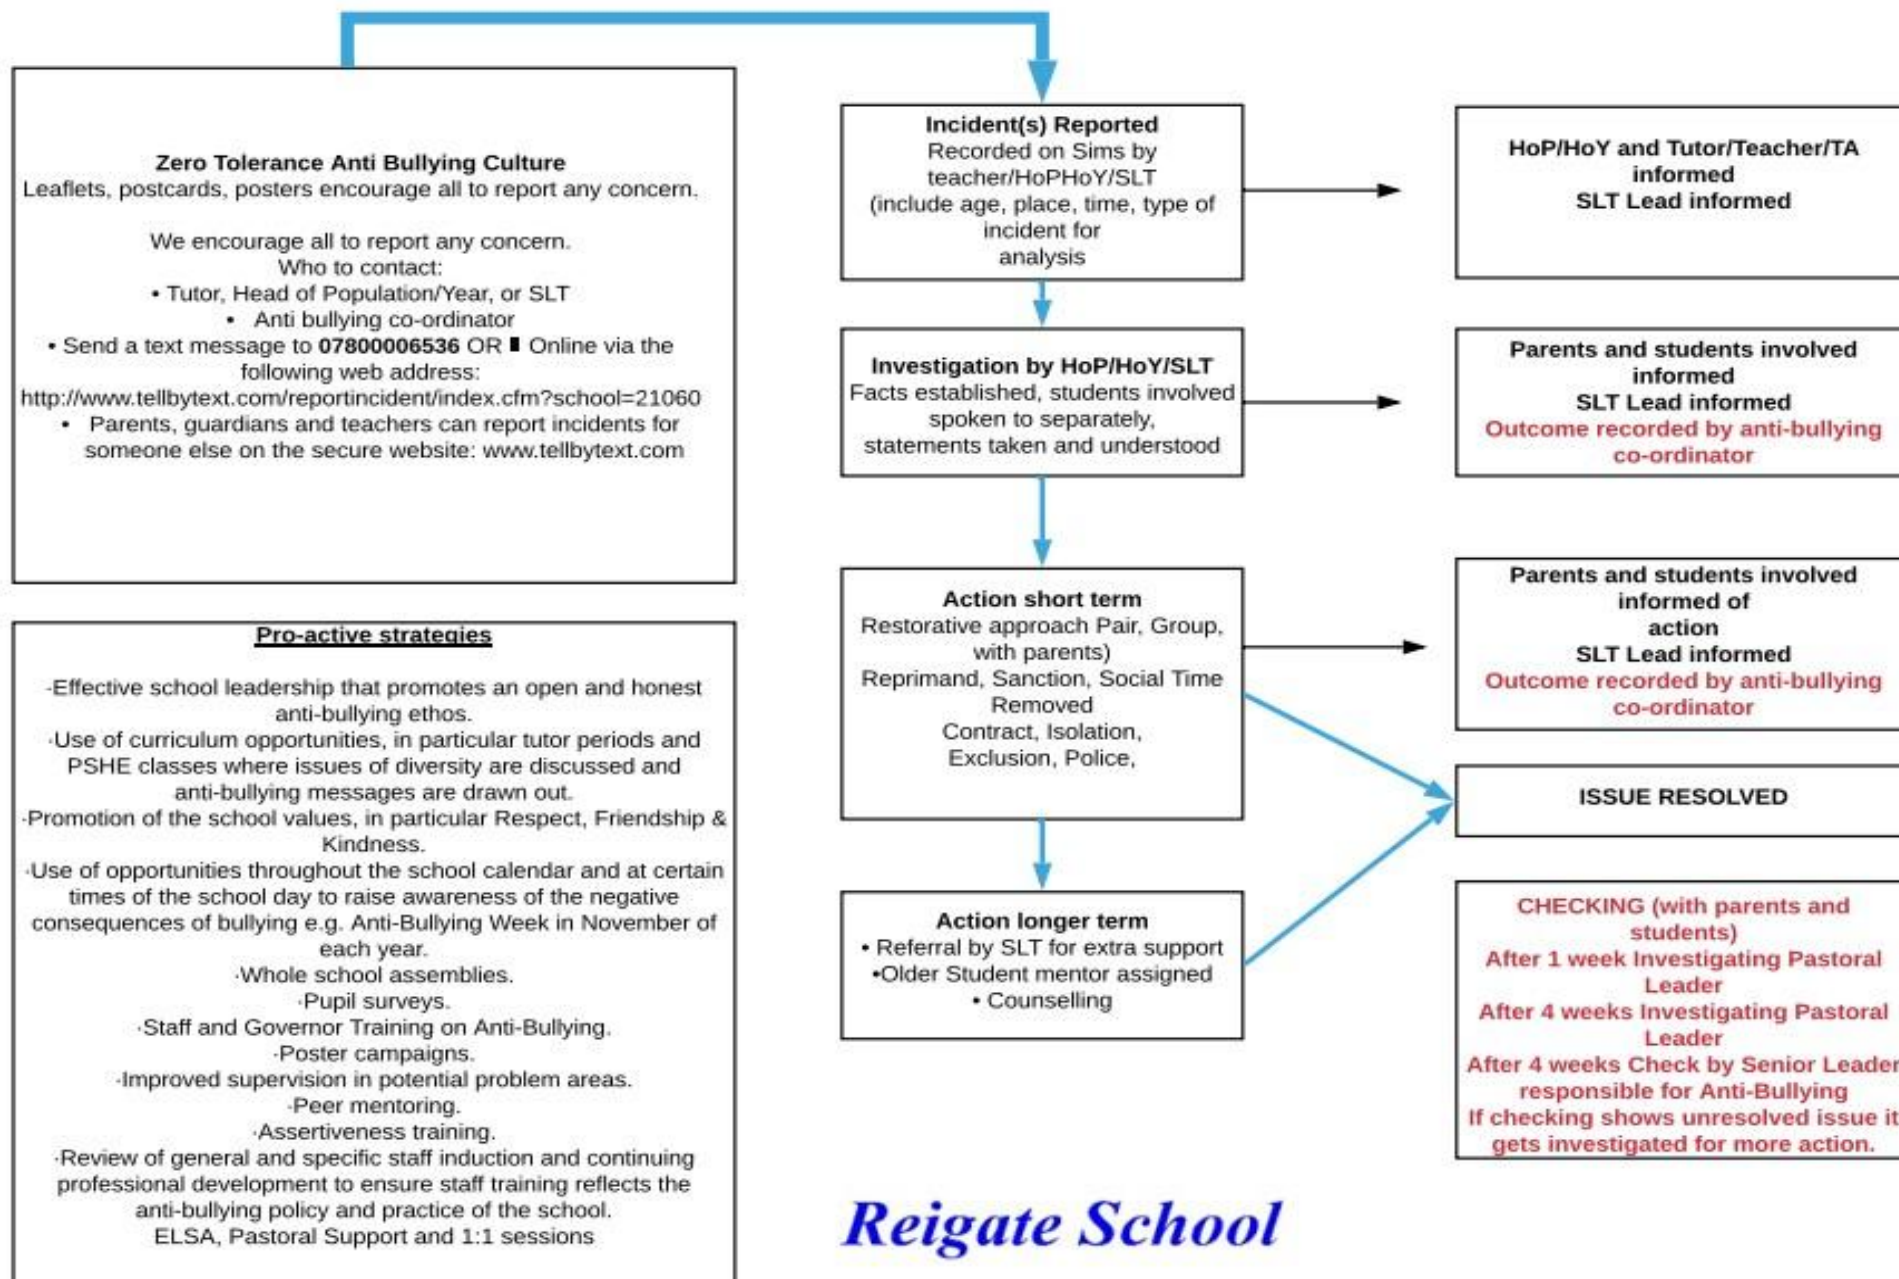 Zero Tolerance Anti Bullying Culture
Leaflets, postcards, posters encourage all to report any concern.
We encourage all to report any concern.
Who to contact:
• Tutor, Head of Population/Year, or SLT
• Anti bullying co-ordinator
• Send a text message to 07800006536 OR ▮ Online via the
following web address:
http://www.tellbytext.com/reportincident/index.cfm?school=21060
• Parents, guardians and teachers can report incidents for
someone else on the secure website: www.tellbytext.com
Pro-active strategies
·Effective school leadership that promotes an open and honest
anti-bullying ethos.
·Use of curriculum opportunities, in particular tutor periods and
PSHE classes where issues of diversity are discussed and
anti-bullying messages are drawn out.
·Promotion of the school values, in particular Respect, Friendship &
Kindness.
·Use of opportunities throughout the school calendar and at certain
times of the school day to raise awareness of the negative
consequences of bullying e.g. Anti-Bullying Week in November of
each year.
·Whole school assemblies.
·Pupil surveys.
·Staff and Governor Training on Anti-Bullying.
·Poster campaigns.
·Improved supervision in potential problem areas.
·Peer mentoring.
·Assertiveness training.
·Review of general and specific staff induction and continuing
professional development to ensure staff training reflects the
anti-bullying policy and practice of the school.
ELSA, Pastoral Support and 1:1 sessions
Incident(s) Reported
Recorded on Sims by
teacher/HoPHoY/SLT
(include age, place, time, type of
incident for
analysis
HoP/HoY and Tutor/Teacher/TA
informed
SLT Lead informed
Investigation by HoP/HoY/SLT
Facts established, students involved
spoken to separately,
statements taken and understood
Parents and students involved
informed
SLT Lead informed
Outcome recorded by anti-bullying
co-ordinator
Action short term
Restorative approach Pair, Group,
with parents)
Reprimand, Sanction, Social Time
Removed
Contract, Isolation,
Exclusion, Police,
Parents and students involved
informed of
action
SLT Lead informed
Outcome recorded by anti-bullying
co-ordinator
ISSUE RESOLVED
Action longer term
• Referral by SLT for extra support
•Older Student mentor assigned
• Counselling
CHECKING (with parents and
students)
After 1 week Investigating Pastoral
Leader
After 4 weeks Investigating Pastoral
Leader
After 4 weeks Check by Senior Leader
responsible for Anti-Bullying
If checking shows unresolved issue it
gets investigated for more action.
Reigate School